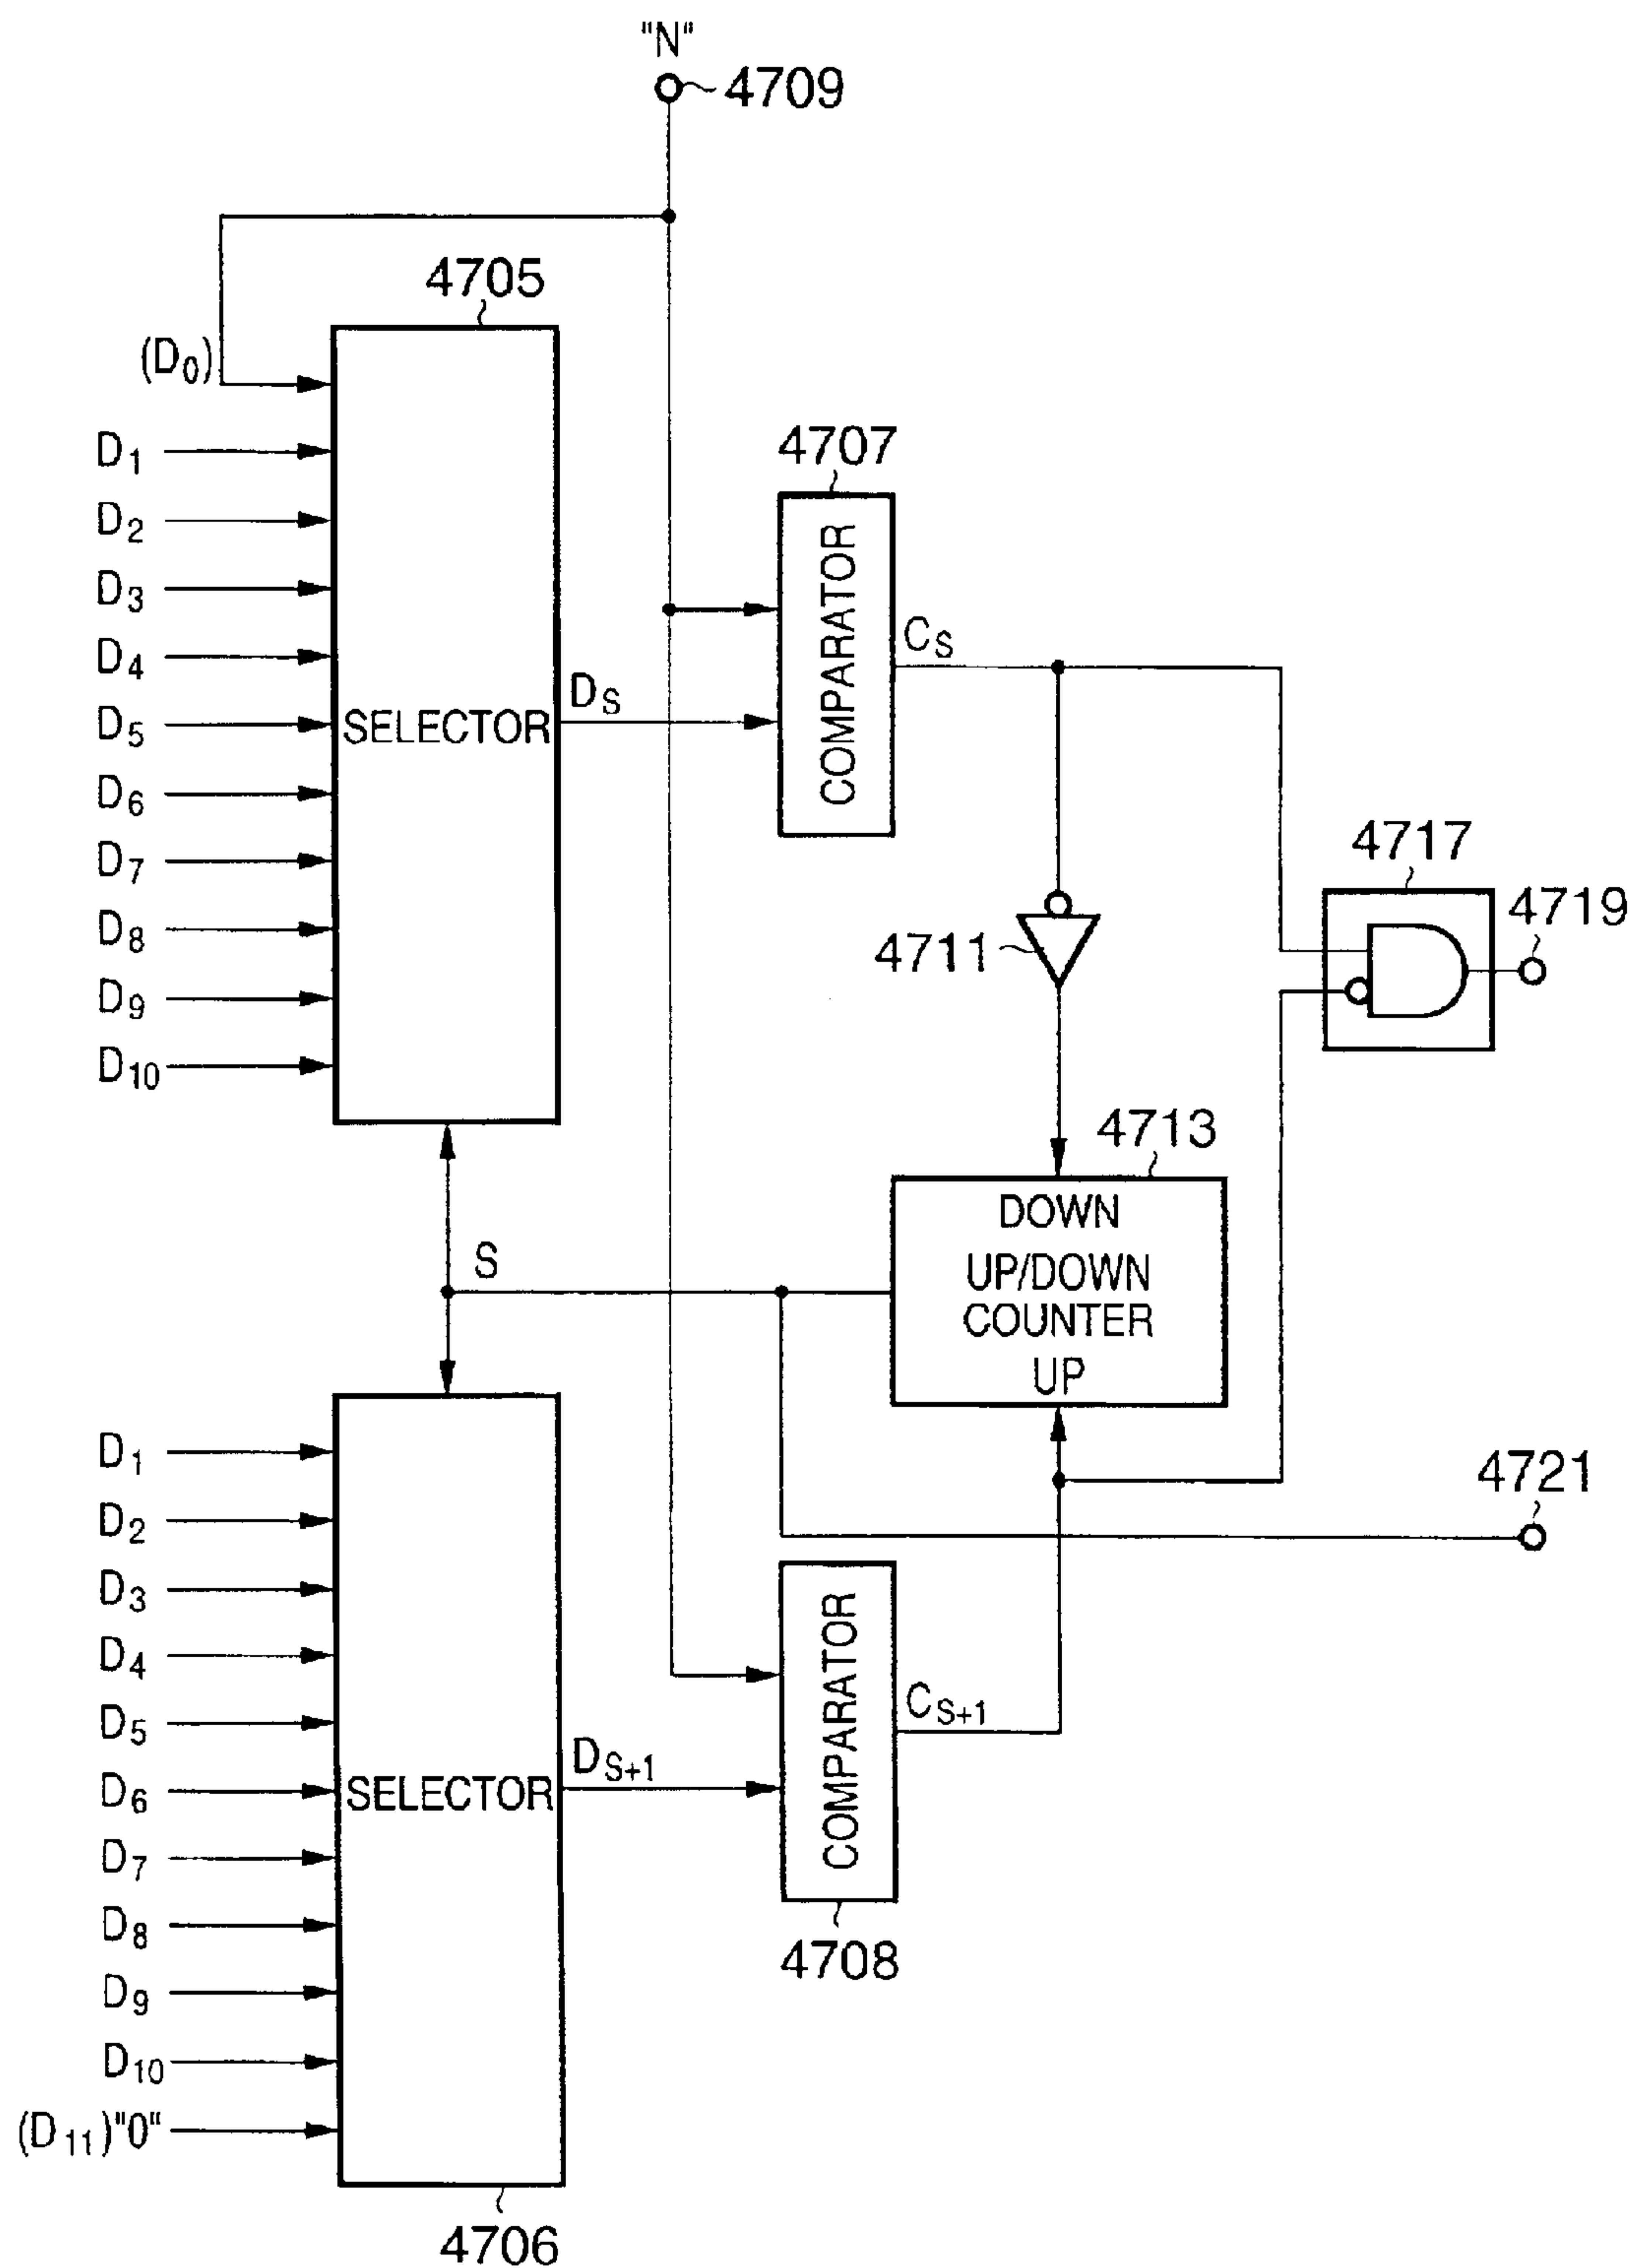 "N"
4709
4705
(D0)
D1
D2
D3
D4
D5
D6
D7
D8
D9
D10
SELECTOR
DS
4707
COMPARATOR
CS
4711
4717
4719
4713
DOWN
UP/DOWN
COUNTER
UP
S
4721
D1
D2
D3
D4
D5
D6
D7
D8
D9
D10
(D11)"0"
SELECTOR
DS+1
COMPARATOR
CS+1
4708
4706